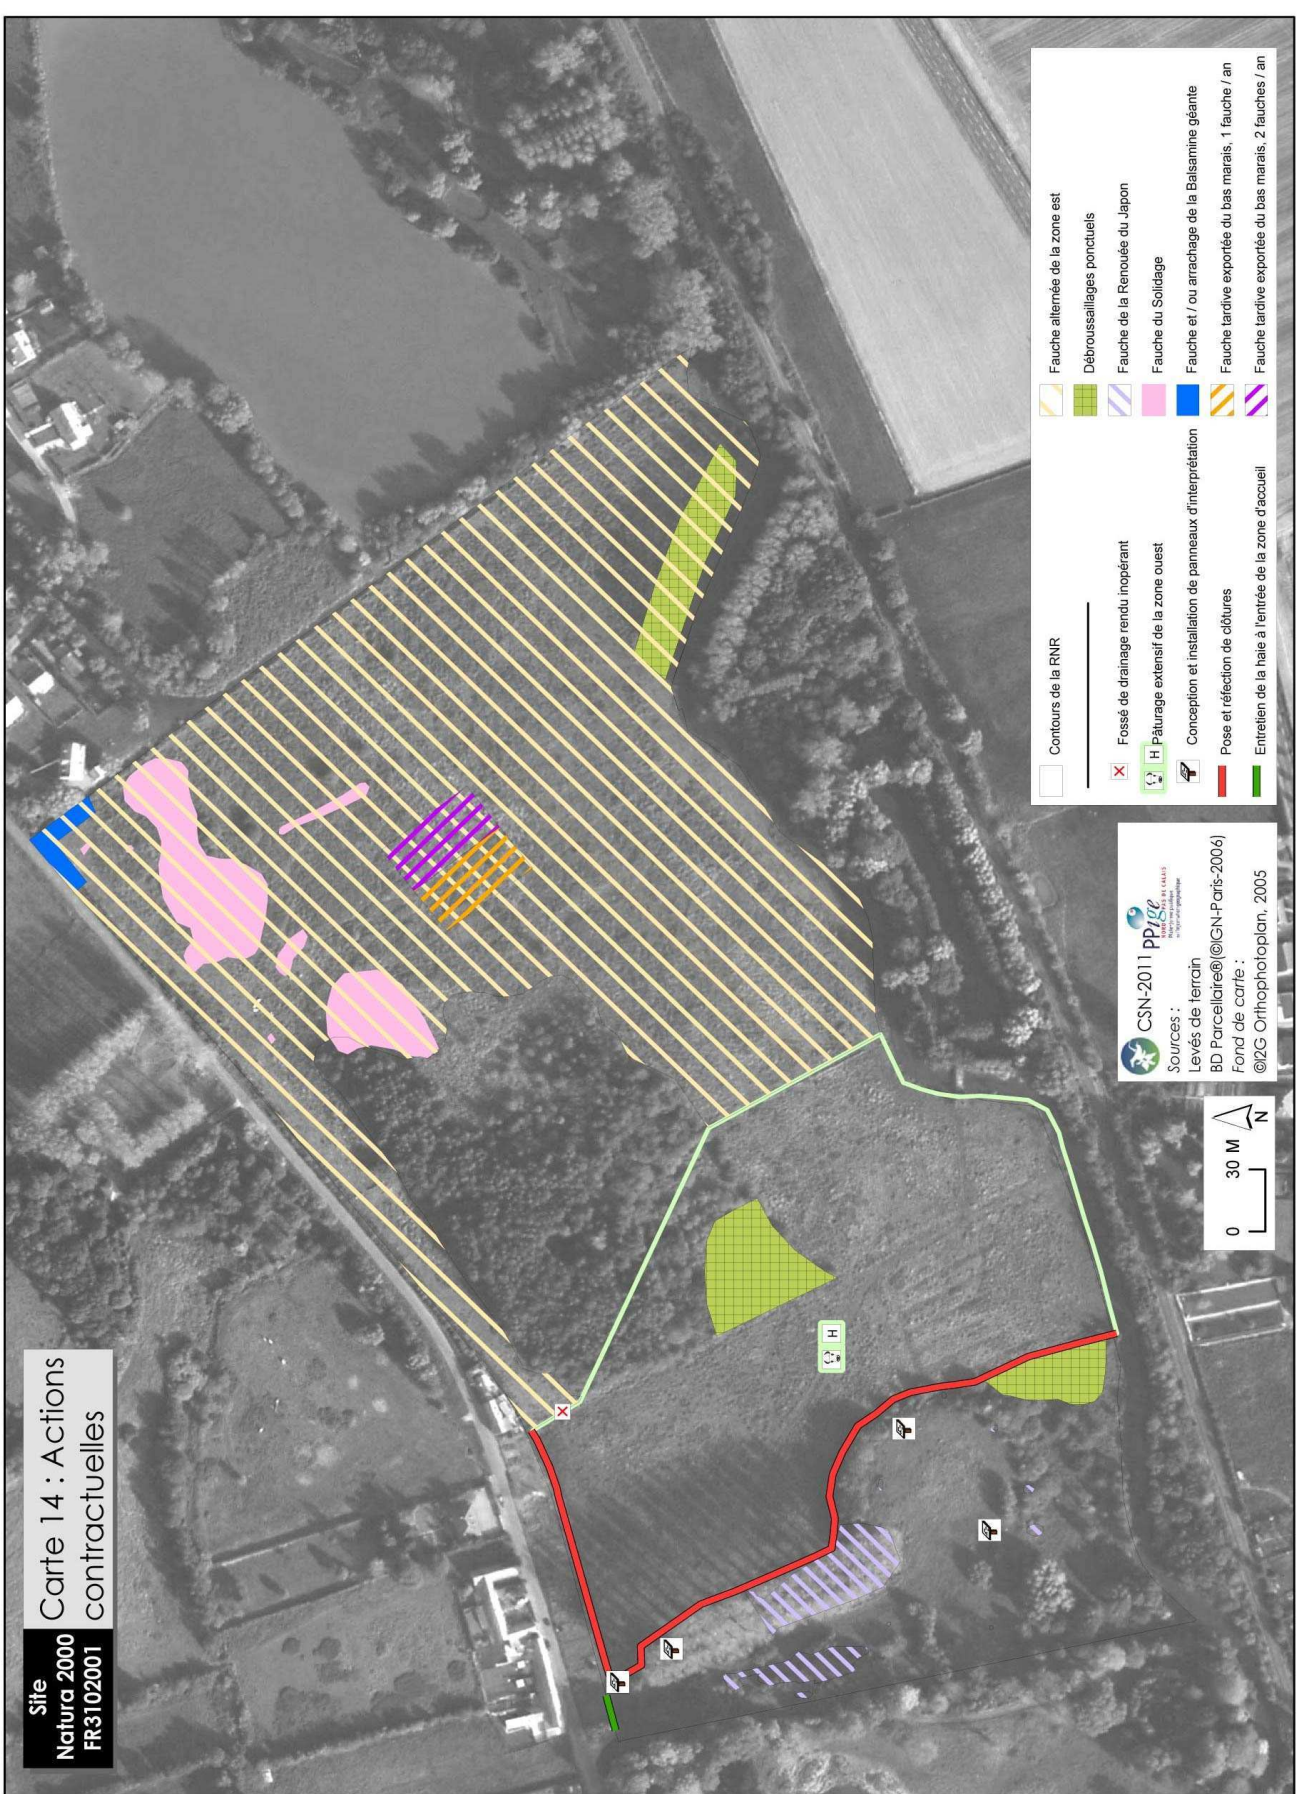 Site
Natura 2000
FR3102001
Carte 14 : Actions
contractuelles
H
0 30 M
N
CSN-2011
PPige
NORD-PAS DE CALAIS
Sources :
Levés de terrain
BD Parcellaire®(©IGN-Paris-2006)
Fond de carte :
©I2G Orthophotoplan, 2005
Contours de la RNR
Fossé de drainage rendu inopérant
H Pâturage extensif de la zone ouest
Conception et installation de panneaux d'interprétation
Pose et réfection de clôtures
Entretien de la haie à l'entrée de la zone d'accueil
Fauche alternée de la zone est
Débroussaillages ponctuels
Fauche de la Renouée du Japon
Fauche du Solidage
Fauche et / ou arrachage de la Balsamine géante
Fauche tardive exportée du bas marais, 1 fauche / an
Fauche tardive exportée du bas marais, 2 fauches / an